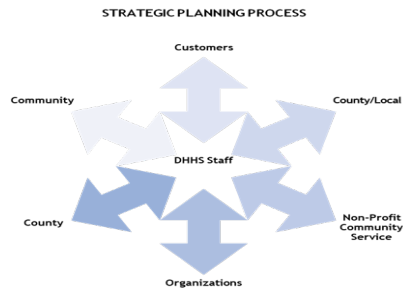 STRATEGIC PLANNING PROCESS
Customers
Community
County/Local
DHHS Staff
County
Non-Profit
Community
Service
Organizations